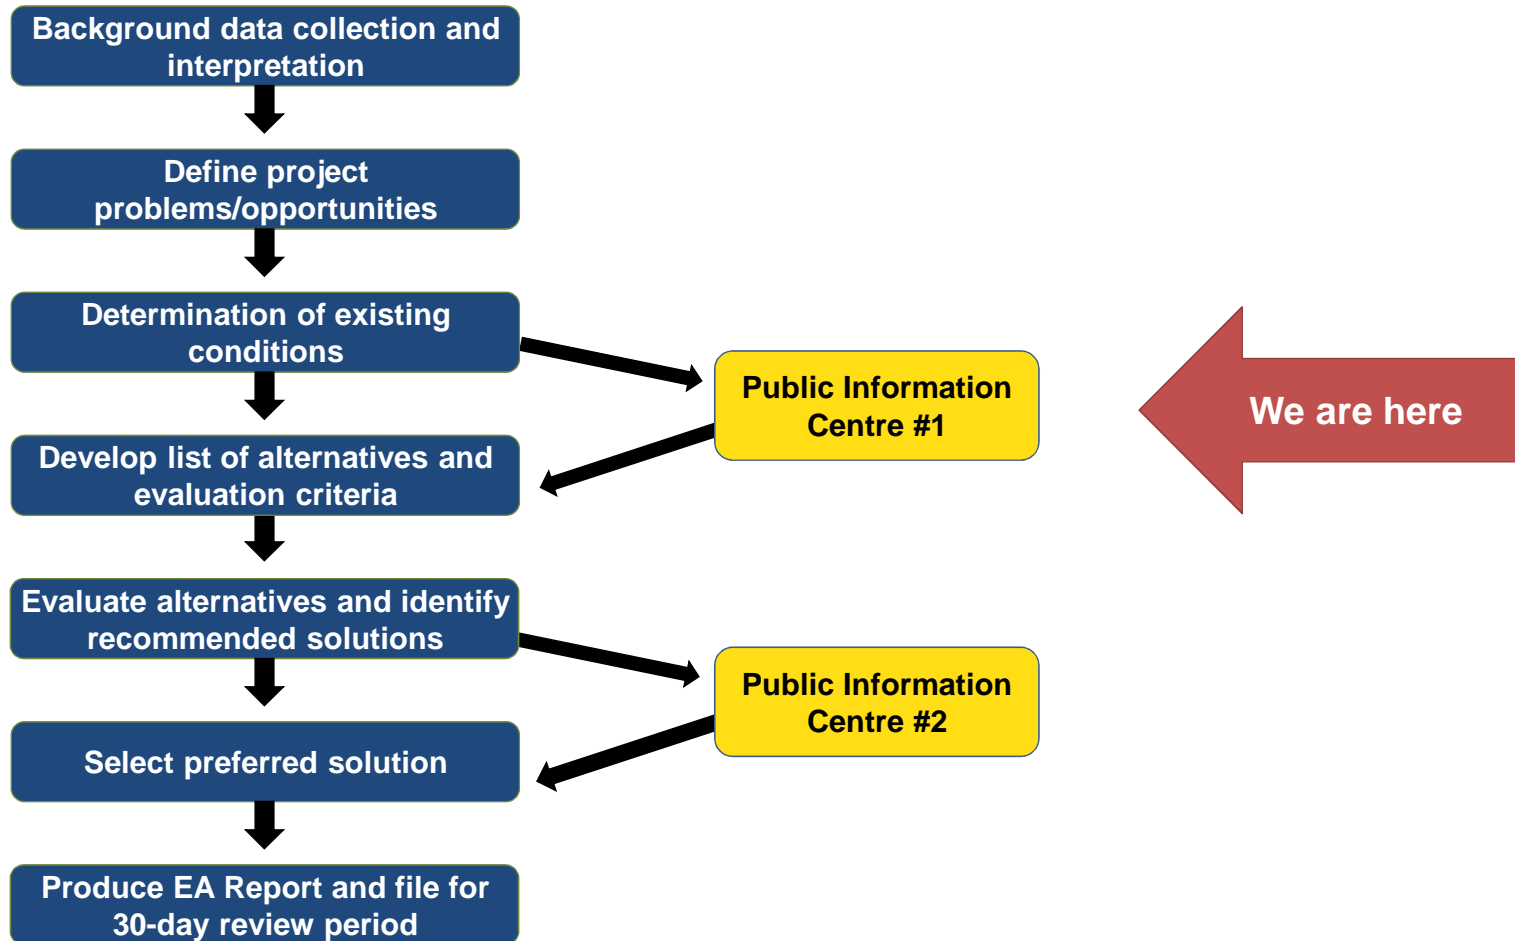 Background data collection and
interpretation
Define project
problems/opportunities
Determination of existing
conditions
Public Information
Centre #1
We are here
Develop list of alternatives and
evaluation criteria
Evaluate alternatives and identify
recommended solutions
Public Information
Centre #2
Select preferred solution
Produce EA Report and file for
30-day review period